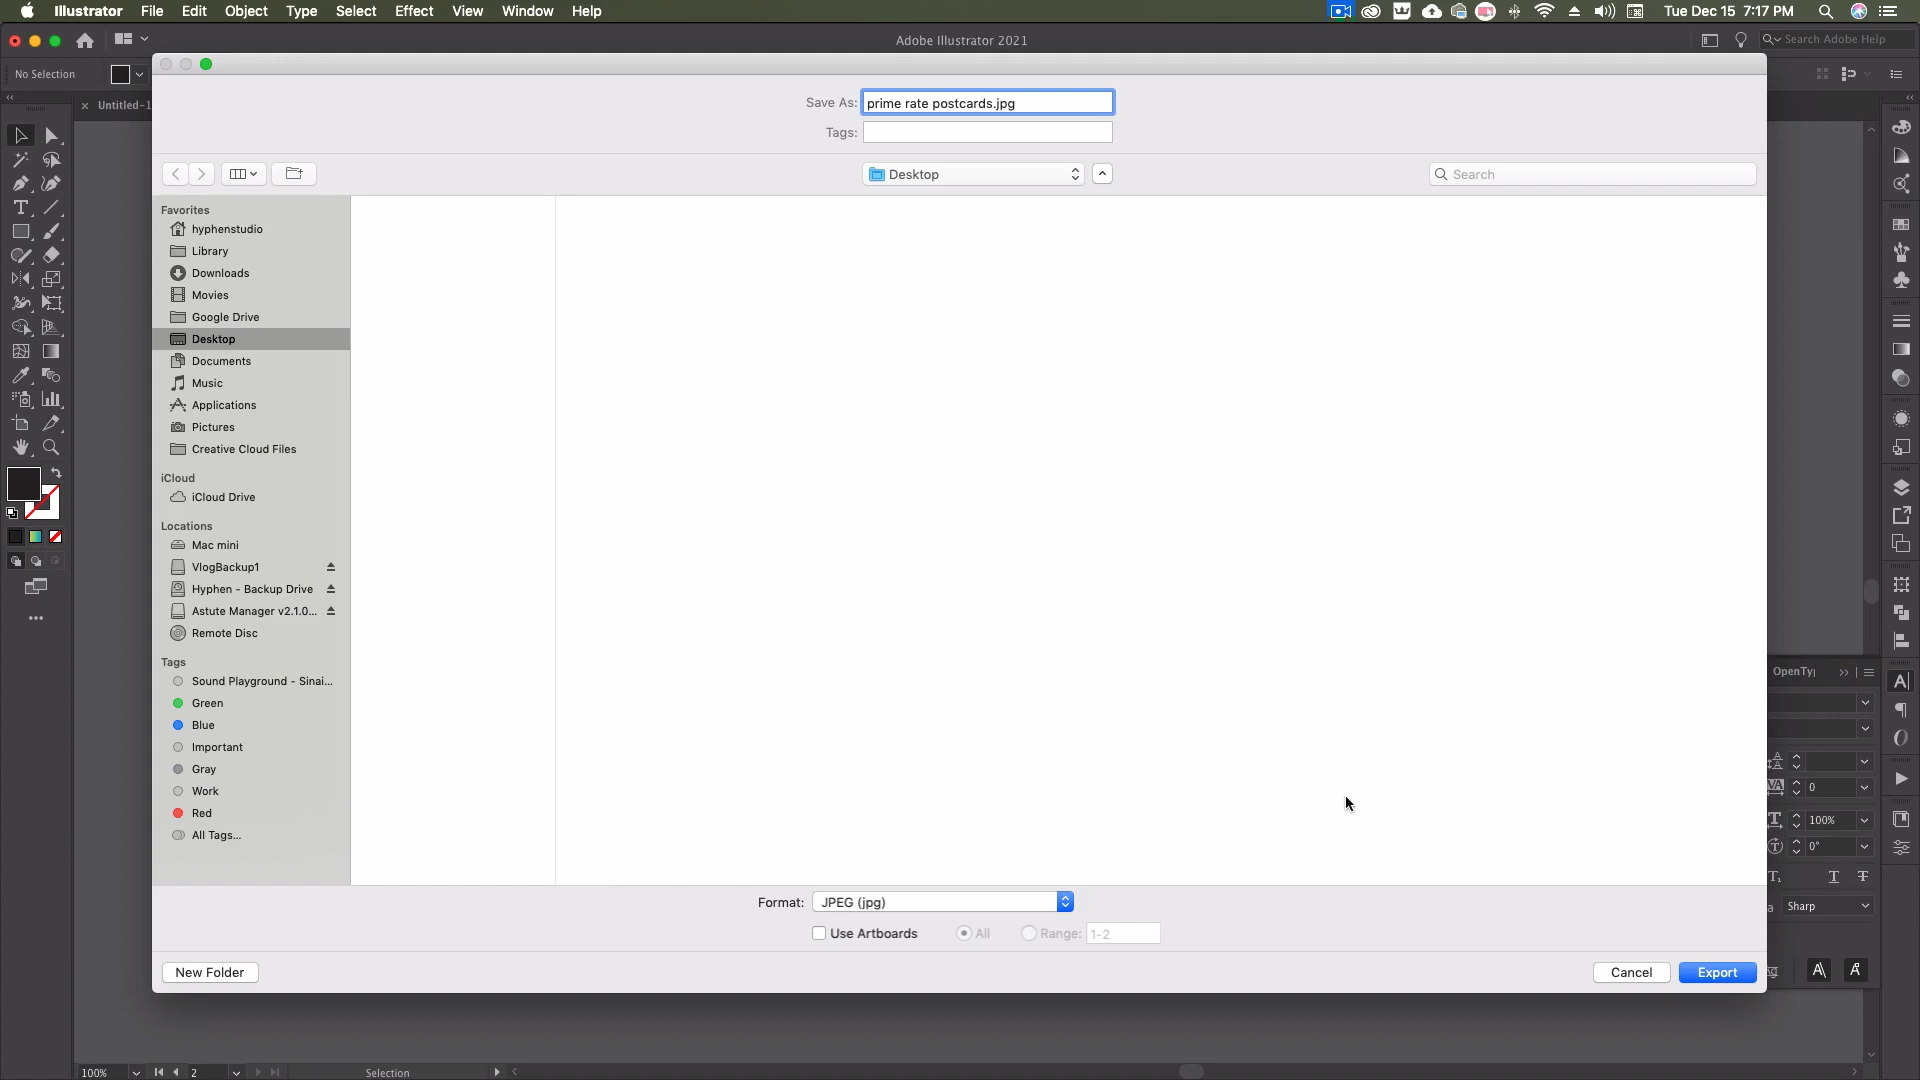 Illustrator File Edit Object Type Select Effect View Window Help Tue Dec 15 7:17 PM
Adobe Illustrator 2021
Search Adobe Help
No Selection
Untitled-1
Save As: prime rate postcards.jpg
Tags:
Desktop
Search
Favorites
hyphenstudio
Library
Downloads
Movies
Google Drive
Desktop
Documents
Music
Applications
Pictures
Creative Cloud Files
iCloud
iCloud Drive
Locations
Mac mini
VlogBackup1
Hyphen - Backup Drive
Astute Manager v2.1.0...
Remote Disc
Tags
Sound Playground - Sinai...
Green
Blue
Important
Gray
Work
Red
All Tags...
OpenTyp
0
100%
0°
Sharp
Format: JPEG (jpg)
Use Artboards All Range: 1-2
New Folder Cancel Export
100% 2 Selection